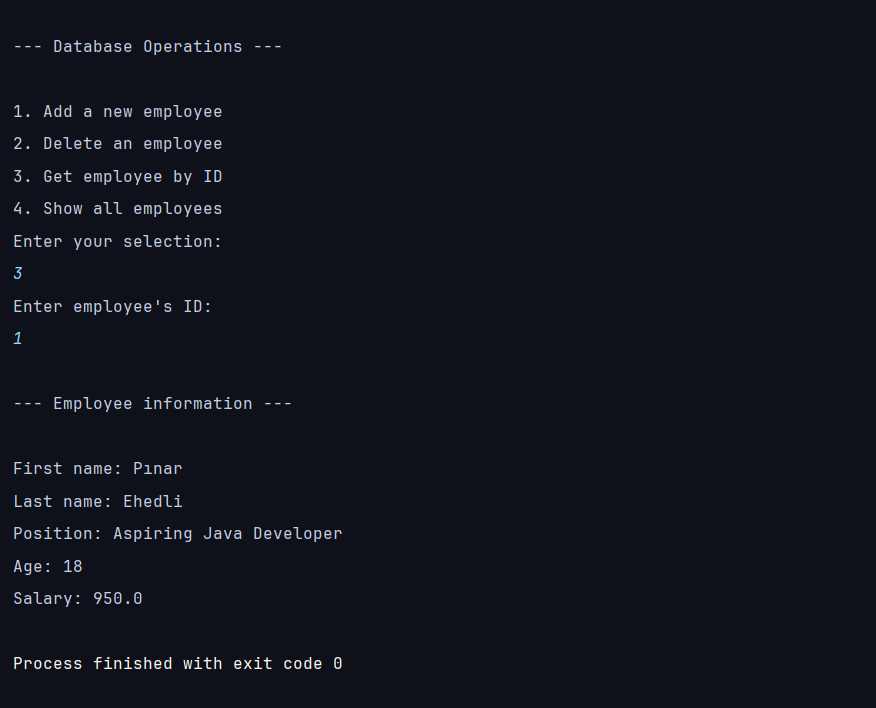 --- Database Operations ---
1. Add a new employee
2. Delete an employee
3. Get employee by ID
4. Show all employees
Enter your selection:
3
Enter employee's ID:
1
--- Employee information ---
First name: Pınar
Last name: Ehedli
Position: Aspiring Java Developer
Age: 18
Salary: 950.0
Process finished with exit code 0